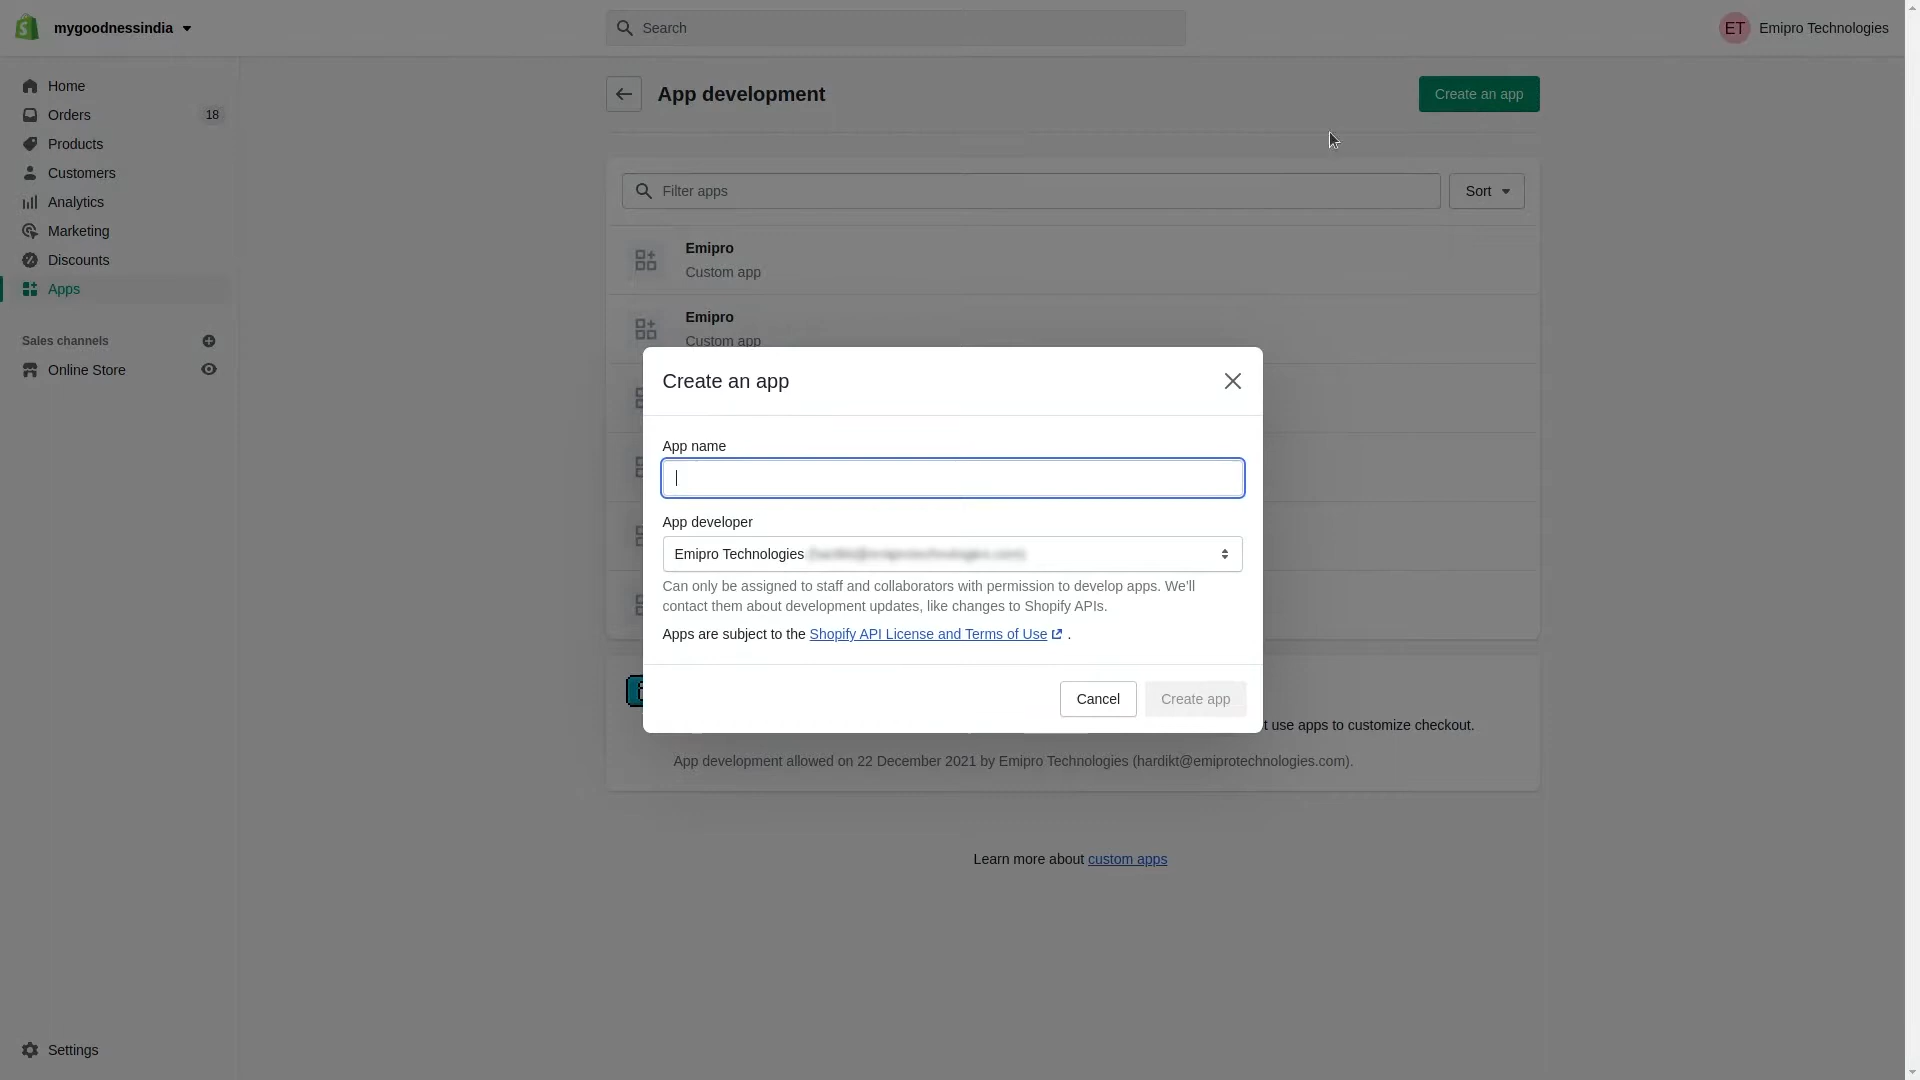 mygoodnessindia
Search
ET Emipro Technologies
Home
Orders 18
Products
Customers
Analytics
Marketing
Discounts
Apps
Sales channels
Online Store
Settings
App development
Create an app
Filter apps
Sort
Emipro
Custom app
Emipro
Custom app
Create an app
App name
App developer
Emipro Technologies
Can only be assigned to staff and collaborators with permission to develop apps. We'll
contact them about development updates, like changes to Shopify APIs.
Apps are subject to the Shopify API License and Terms of Use .
Cancel Create app
t use apps to customize checkout.
App development allowed on 22 December 2021 by Emipro Technologies (hardikt@emiprotechnologies.com).
Learn more about custom apps